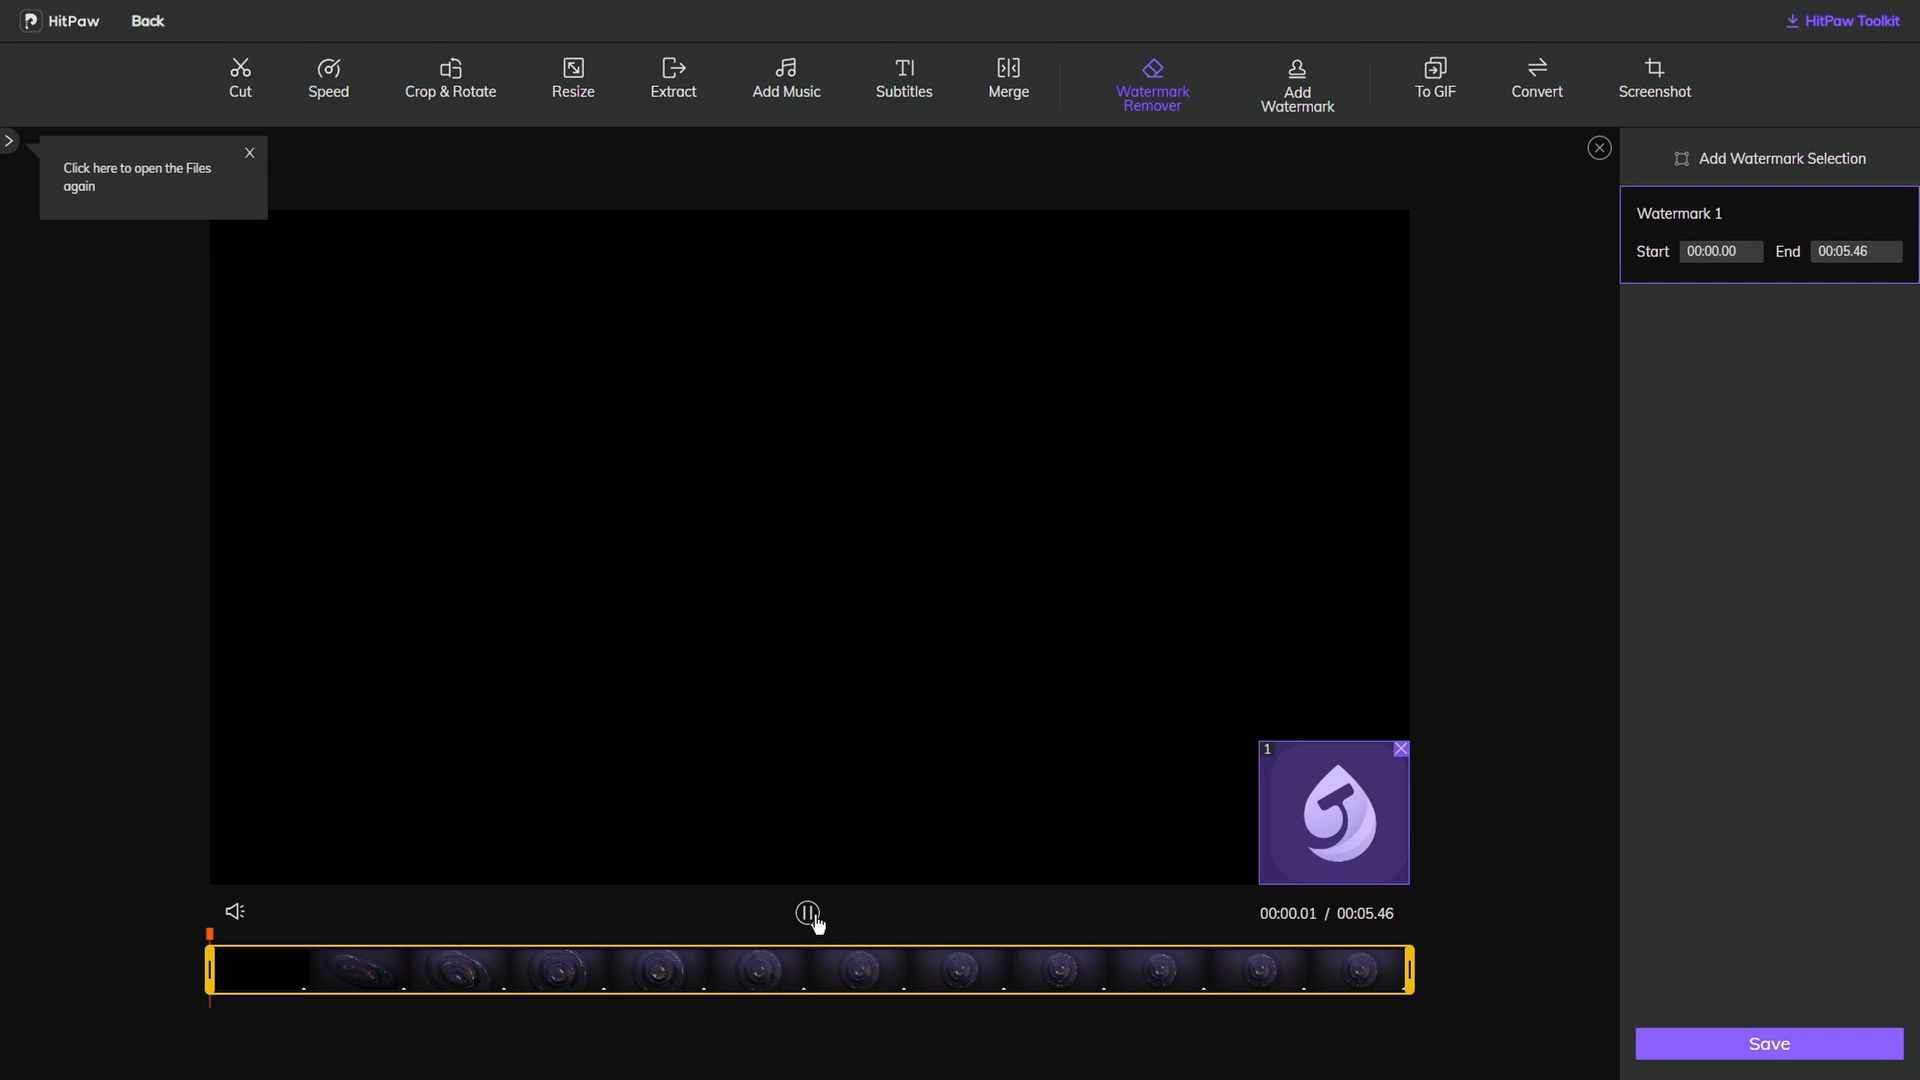 HitPaw
Back
HitPaw Toolkit
Cut
Speed
Crop & Rotate
Resize
Extract
Add Music
Subtitles
Merge
Watermark
Remover
Add
Watermark
To GIF
Convert
Screenshot
Click here to open the Files
again
X
Add Watermark Selection
Watermark 1
Start 00:00.00 End 00:05.46
1
00:00.01 / 00:05.46
Save